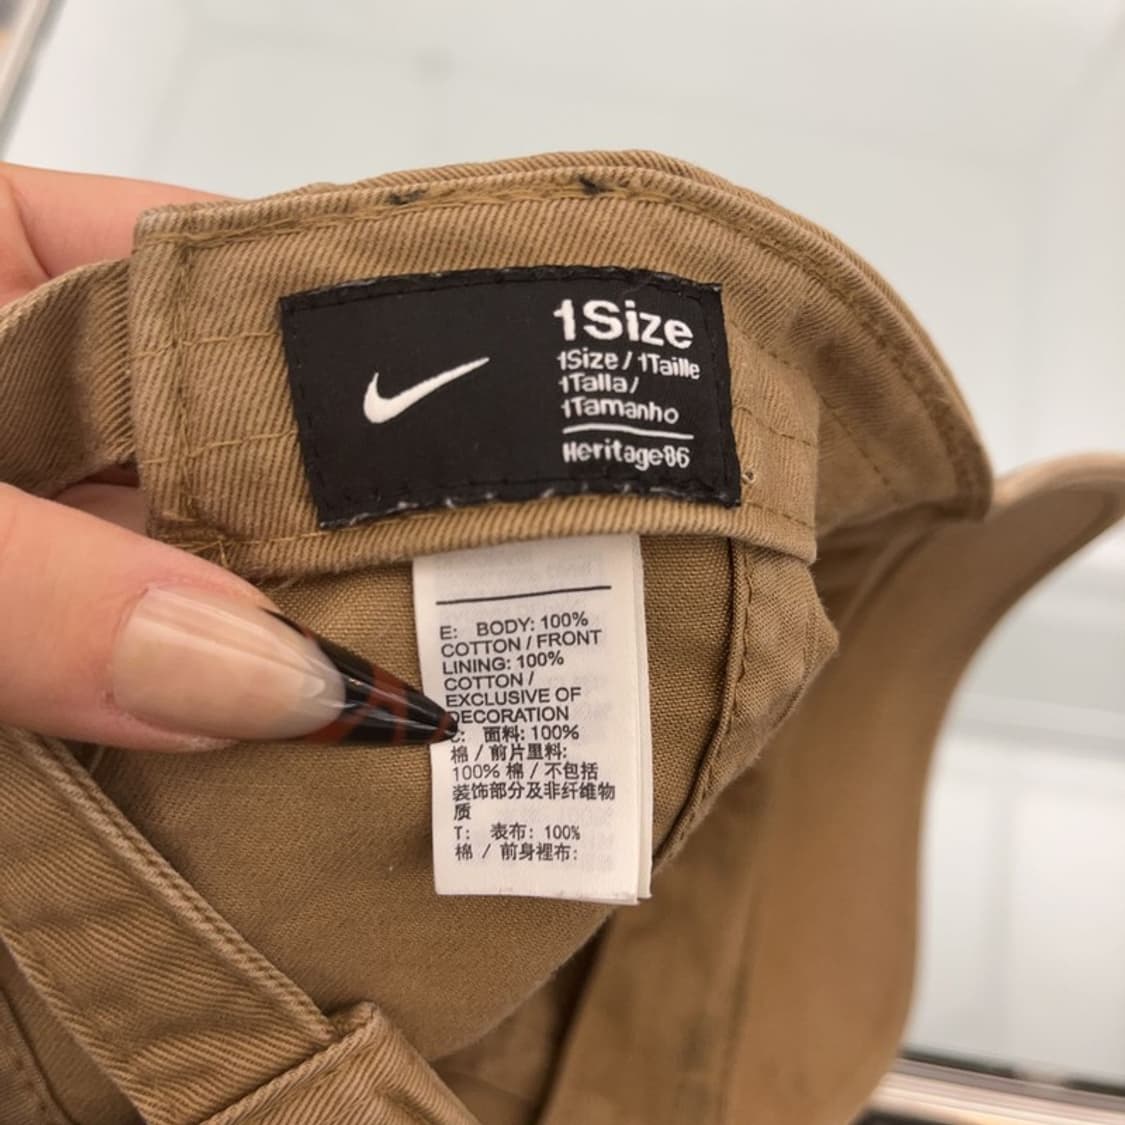 1Size
1Size / 1Taille
1Talla/
1Tamanho
Heritage86
E: BODY: 100%
COTTON / FRONT
LINING: 100%
COTTON /
EXCLUSIVE OF
DECORATION
C: 面料: 100%
棉 / 前片里料:
100% 棉 / 不包括
装饰部分及非纤维物
质
T: 表布: 100%
棉 / 前身裡布: